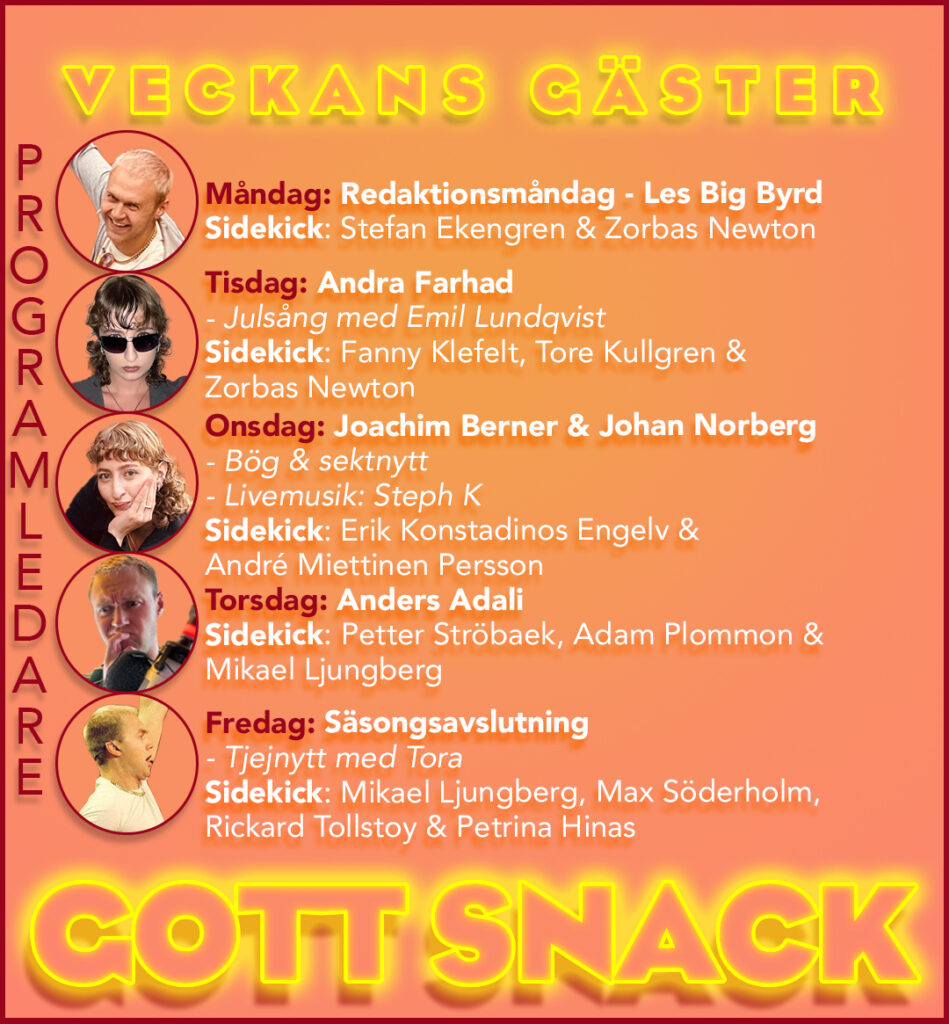 VECKANS GÄSTER
PROGRAMLEDARE
Måndag: Redaktionsmåndag - Les Big Byrd
Sidekick: Stefan Ekengren & Zorbas Newton
Tisdag: Andra Farhad
- Julsång med Emil Lundqvist
Sidekick: Fanny Klefelt, Tore Kullgren &
Zorbas Newton
Onsdag: Joachim Berner & Johan Norberg
- Bög & sektnytt
- Livemusik: Steph K
Sidekick: Erik Konstadinos Engelv &
André Miettinen Persson
Torsdag: Anders Adali
Sidekick: Petter Ströbaek, Adam Plommon &
Mikael Ljungberg
Fredag: Säsongsavslutning
- Tjejnytt med Tora
Sidekick: Mikael Ljungberg, Max Söderholm,
Rickard Tollstoy & Petrina Hinas
GOTT SNACK